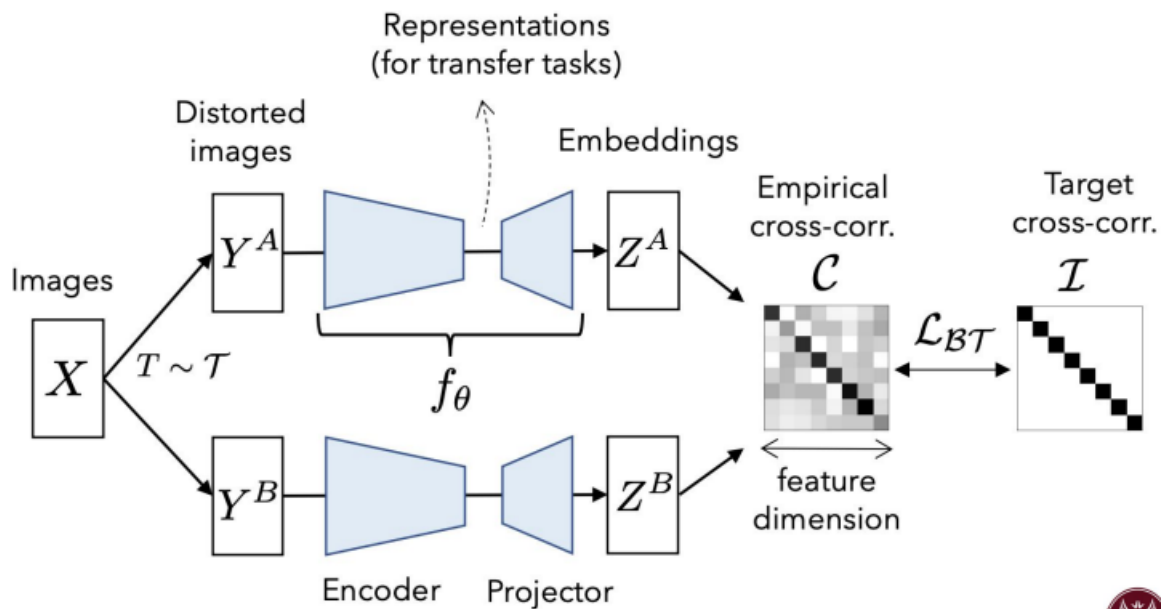 Representations
(for transfer tasks)
Distorted
images
Embeddings
Empirical
cross-corr.
Target
cross-corr.
Images
Y^A
Z^A
𝒞
ℐ
X
T ∼ 𝒯
f_θ
ℒ_ℬ𝒯
Y^B
Z^B
feature
dimension
Encoder
Projector